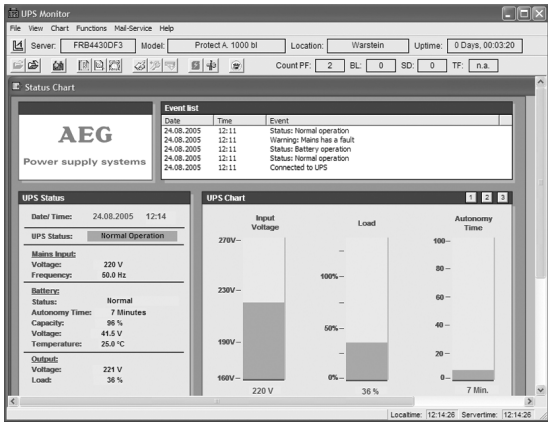 UPS Monitor
File View Chart Functions Mail-Service Help
Server: FRB4430DF3 Model: Protect A. 1000 bl Location: Warstein Uptime: 0 Days, 00:03:20
Count PF: 2 BL: 0 SD: 0 TF: n.a.
Status Chart
AEG
Power supply systems
Event list
Date Time Event
24.08.2005 12:11 Status: Normal operation
24.08.2005 12:11 Warning: Mains has a fault
24.08.2005 12:11 Status: Battery operation
24.08.2005 12:11 Status: Normal operation
24.08.2005 12:11 Connected to UPS
UPS Status
Date/ Time: 24.08.2005 12:14
UPS Status: Normal Operation
Mains Input:
Voltage: 220 V
Frequency: 50.0 Hz
Battery:
Status: Normal
Autonomy Time: 7 Minutes
Capacity: 96 %
Voltage: 41.5 V
Temperature: 25.0 °C
Output:
Voltage: 221 V
Load: 36 %
UPS Chart 1 2 3
Input
Voltage
270V
230V
190V
160V
220 V
Load
100%
50%
0%
36 %
Autonomy
Time
100
80
60
40
20
0
7 Min.
Localtime: 12:14:26 Servertime: 12:14:26